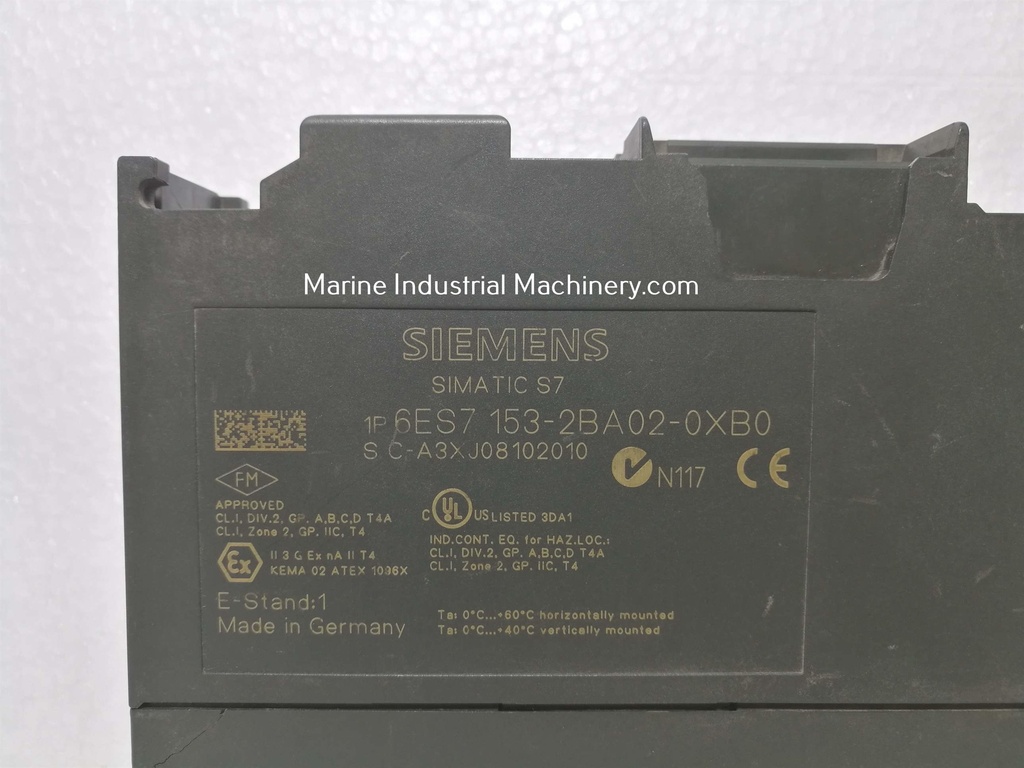 Marine Industrial Machinery.com
SIEMENS
SIMATIC S7
1P 6ES7 153-2BA02-0XB0
S C-A3XJ08102010
N117 CE
FM
APPROVED
CL.I, DIV.2, GP. A,B,C,D T4A
CL.I, Zone 2, GP. IIC, T4
C UL US LISTED 3DA1
IND.CONT. EQ. for HAZ.LOC.:
CL.I, DIV.2, GP. A,B,C,D T4A
CL.I, Zone 2, GP. IIC, T4
Ex II 3 G Ex nA II T4
KEMA 02 ATEX 1096X
E-Stand:1
Made in Germany
Ta: 0°C...+60°C horizontally mounted
Ta: 0°C...+40°C vertically mounted